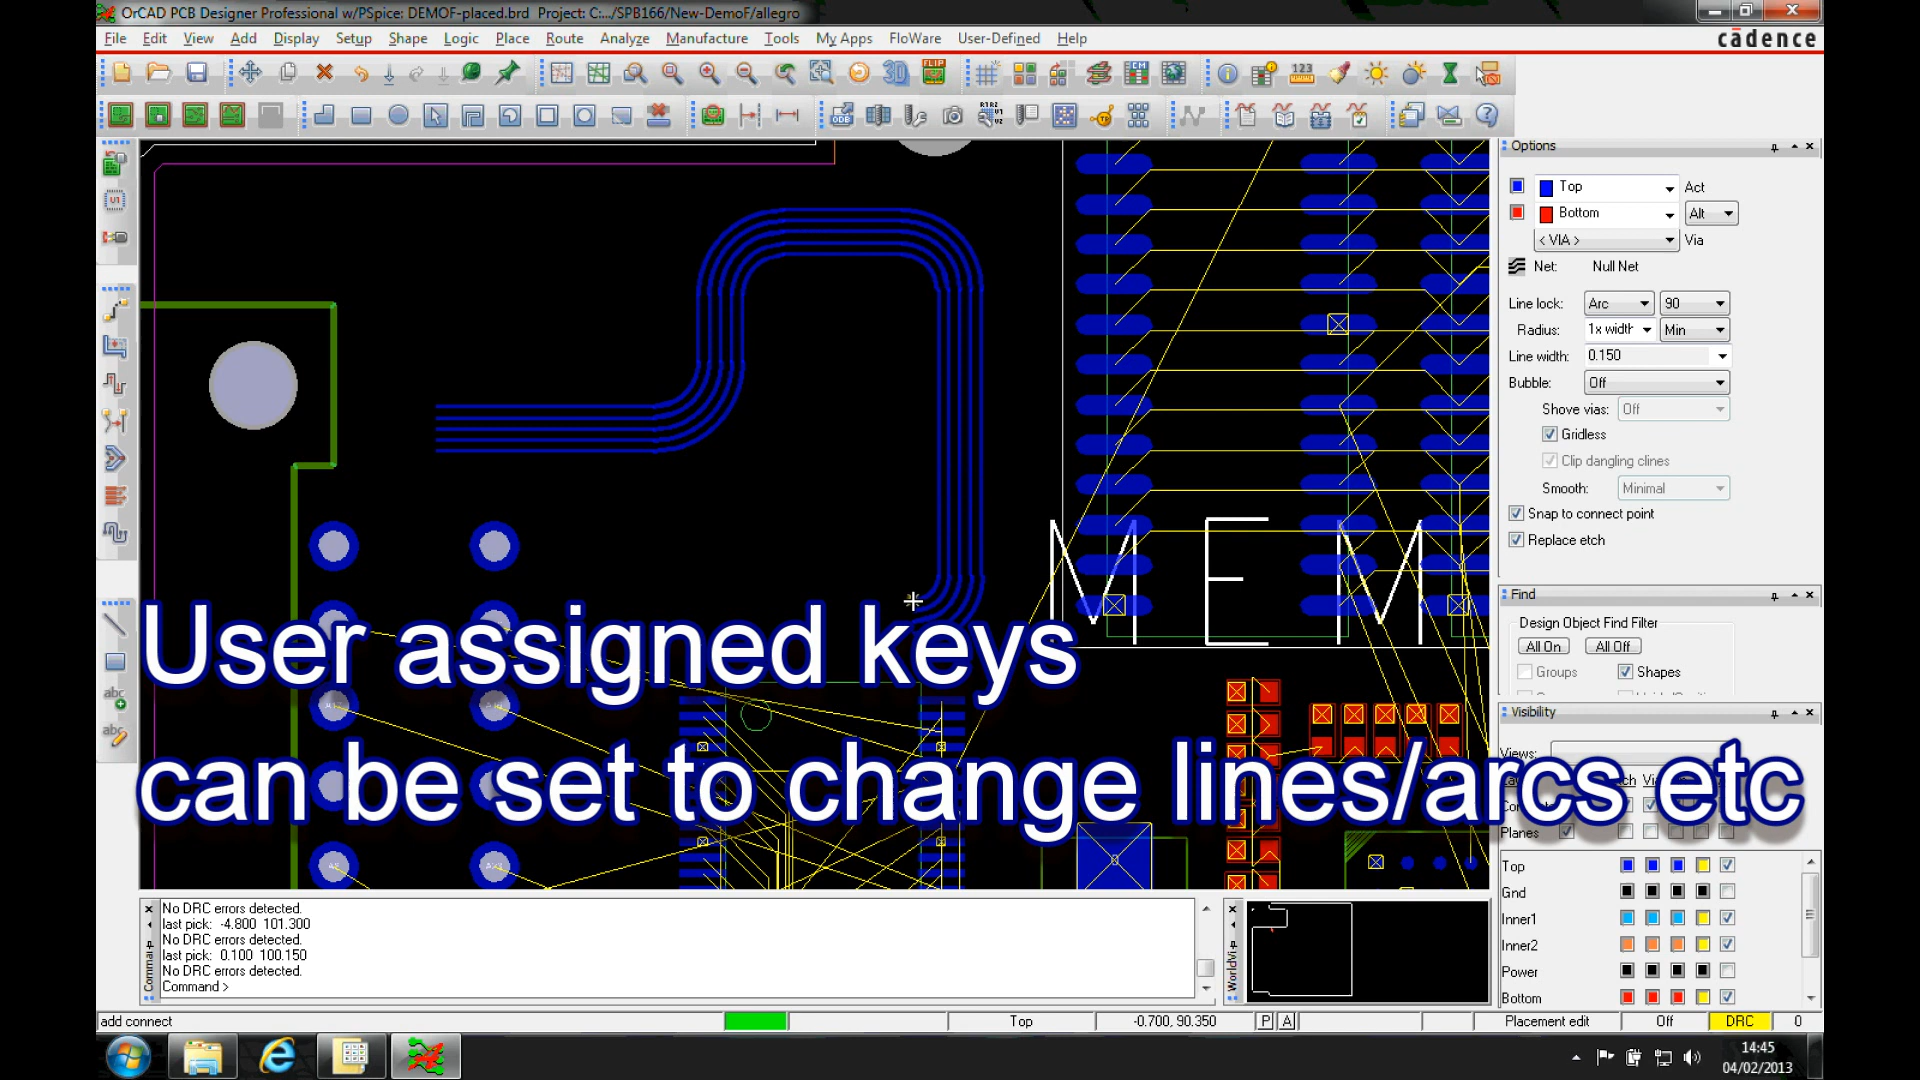 OrCAD PCB Designer Professional w/PSpice: DEMOF-placed.brd Project: C:.../SPB166/New-DemoF/allegro
File Edit View Add Display Setup Shape Logic Place Route Analyze Manufacture Tools My Apps FloWare User-Defined Help
cādence
Options
Top Act
Bottom Alt
< VIA > Via
Net: Null Net
Line lock: Arc 90
Radius: 1x width Min
Line width: 0.150
Bubble: Off
Shove vias: Off
Gridless
Clip dangling clines
Smooth: Minimal
Snap to connect point
Replace etch
Find
Design Object Find Filter
All On All Off
Groups Shapes
Visibility
Views:
Planes
Top
Gnd
Inner1
Inner2
Power
Bottom
MEM
User assigned keys
can be set to change lines/arcs etc
No DRC errors detected.
last pick: -4.800 101.300
No DRC errors detected.
last pick: 0.100 100.150
No DRC errors detected.
Command >
add connect Top -0.700, 90.350 P A Placement edit Off DRC 0
14:45
04/02/2013